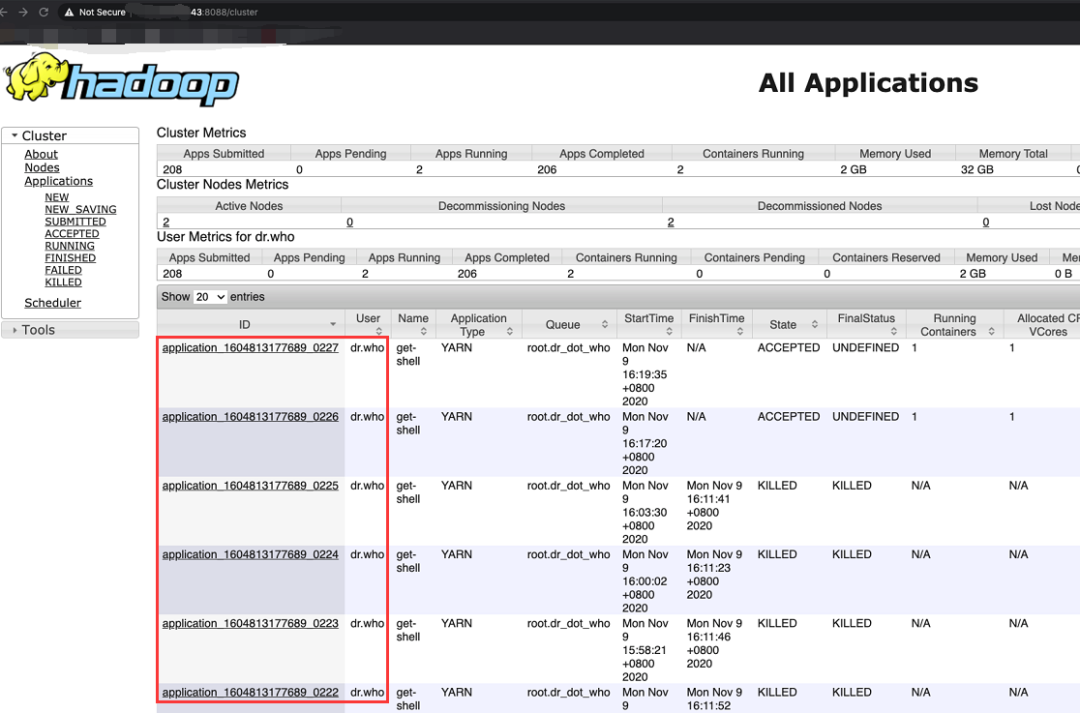 Not Secure 43:8088/cluster
hadoop
All Applications
Cluster
About
Nodes
Applications
NEW
NEW_SAVING
SUBMITTED
ACCEPTED
RUNNING
FINISHED
FAILED
KILLED
Scheduler
Tools
Cluster Metrics
Apps Submitted Apps Pending Apps Running Apps Completed Containers Running Memory Used Memory Total
208 0 2 206 2 2 GB 32 GB
Cluster Nodes Metrics
Active Nodes Decommissioning Nodes Decommissioned Nodes Lost Node
2 0 2 0
User Metrics for dr.who
Apps Submitted Apps Pending Apps Running Apps Completed Containers Running Containers Pending Containers Reserved Memory Used Me
208 0 2 206 2 0 0 2 GB 0 B
Show 20 entries
ID User Name Application Type Queue StartTime FinishTime State FinalStatus Running Containers Allocated CP VCores
application_1604813177689_0227 dr.who get-shell YARN root.dr_dot_who Mon Nov 9 16:19:35 +0800 2020 N/A ACCEPTED UNDEFINED 1 1
application_1604813177689_0226 dr.who get-shell YARN root.dr_dot_who Mon Nov 9 16:17:20 +0800 2020 N/A ACCEPTED UNDEFINED 1 1
application_1604813177689_0225 dr.who get-shell YARN root.dr_dot_who Mon Nov 9 16:03:30 +0800 2020 Mon Nov 9 16:11:41 +0800 2020 KILLED KILLED N/A N/A
application_1604813177689_0224 dr.who get-shell YARN root.dr_dot_who Mon Nov 9 16:00:02 +0800 2020 Mon Nov 9 16:11:23 +0800 2020 KILLED KILLED N/A N/A
application_1604813177689_0223 dr.who get-shell YARN root.dr_dot_who Mon Nov 9 15:58:21 +0800 2020 Mon Nov 9 16:11:46 +0800 2020 KILLED KILLED N/A N/A
application_1604813177689_0222 dr.who get-shell YARN root.dr_dot_who Mon Nov 9 Mon Nov 9 16:11:52 KILLED KILLED N/A N/A